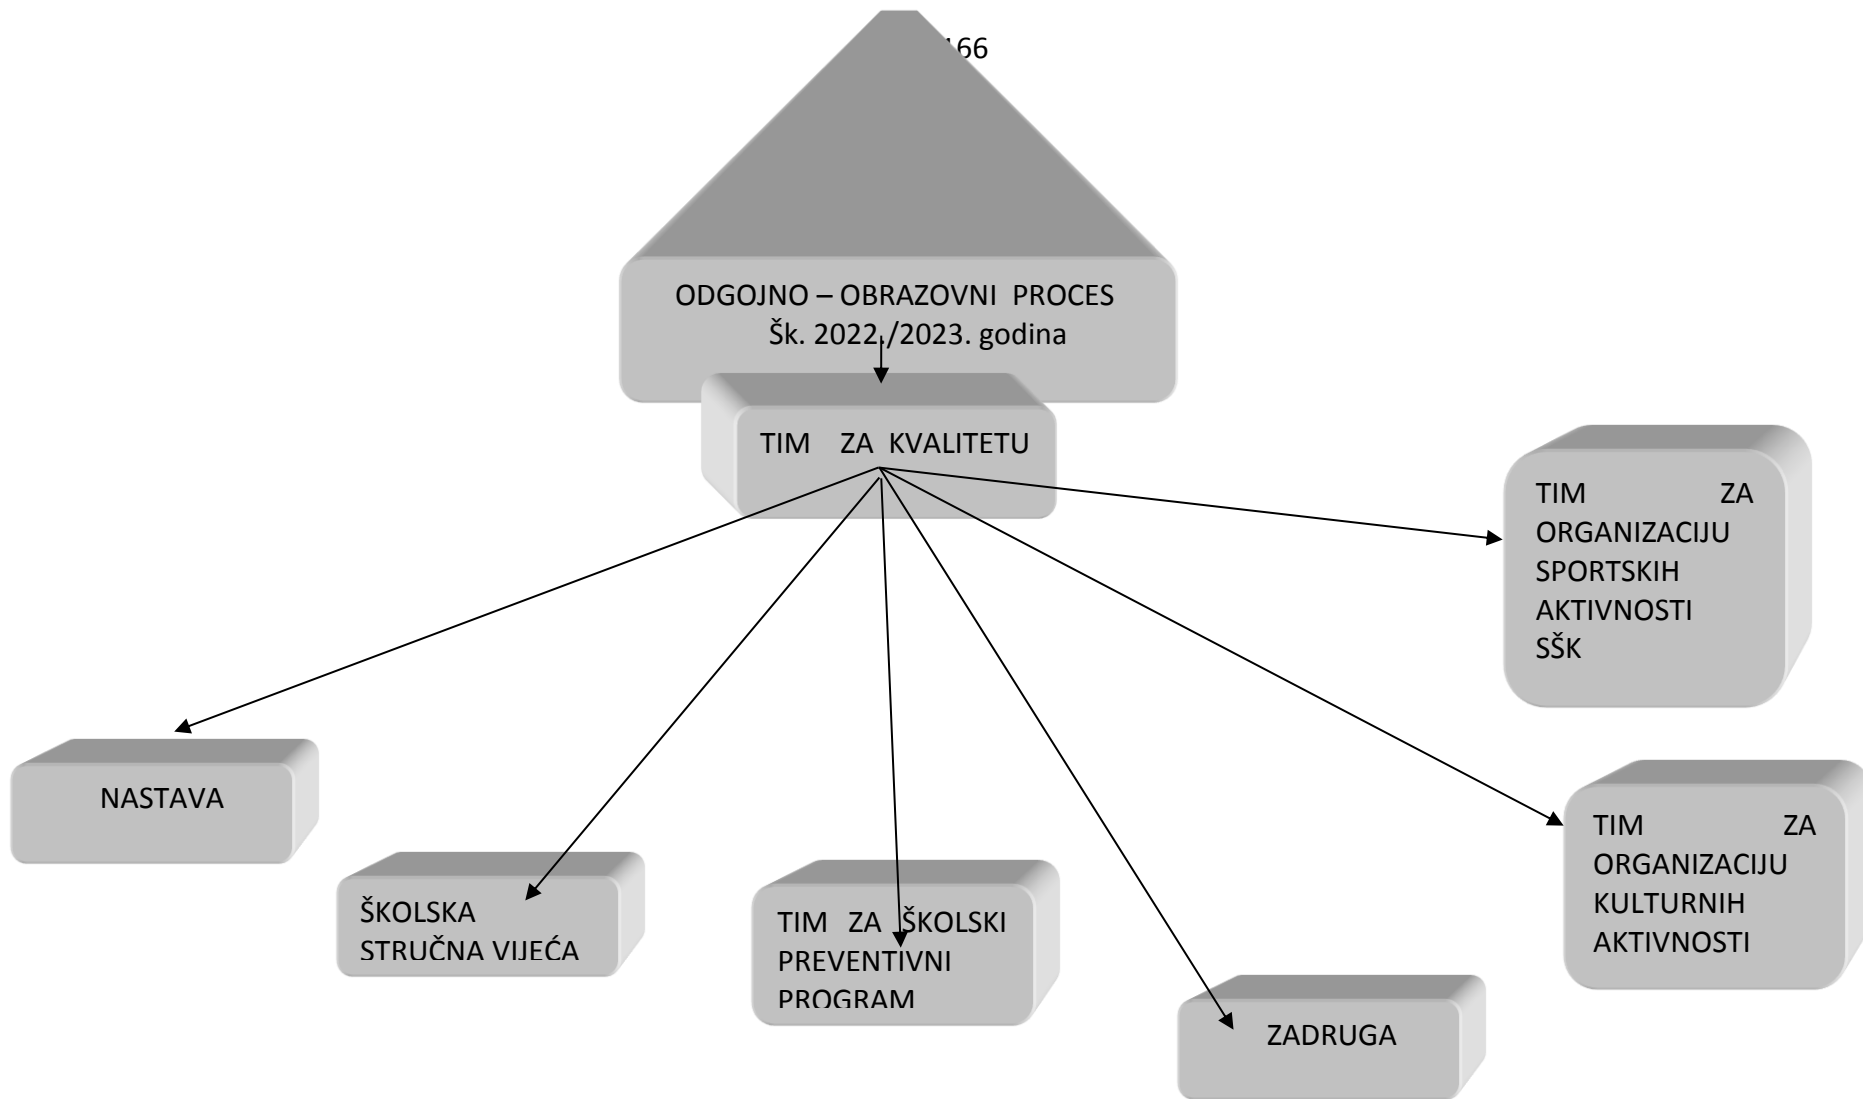 166
ODGOJNO – OBRAZOVNI PROCES
Šk. 2022./2023. godina
TIM ZA KVALITETU
TIM ZA
ORGANIZACIJU
SPORTSKIH
AKTIVNOSTI
SŠK
NASTAVA
TIM ZA
ORGANIZACIJU
KULTURNIH
AKTIVNOSTI
ŠKOLSKA
STRUČNA VIJEĆA
TIM ZA ŠKOLSKI
PREVENTIVNI
PROGRAM
ZADRUGA